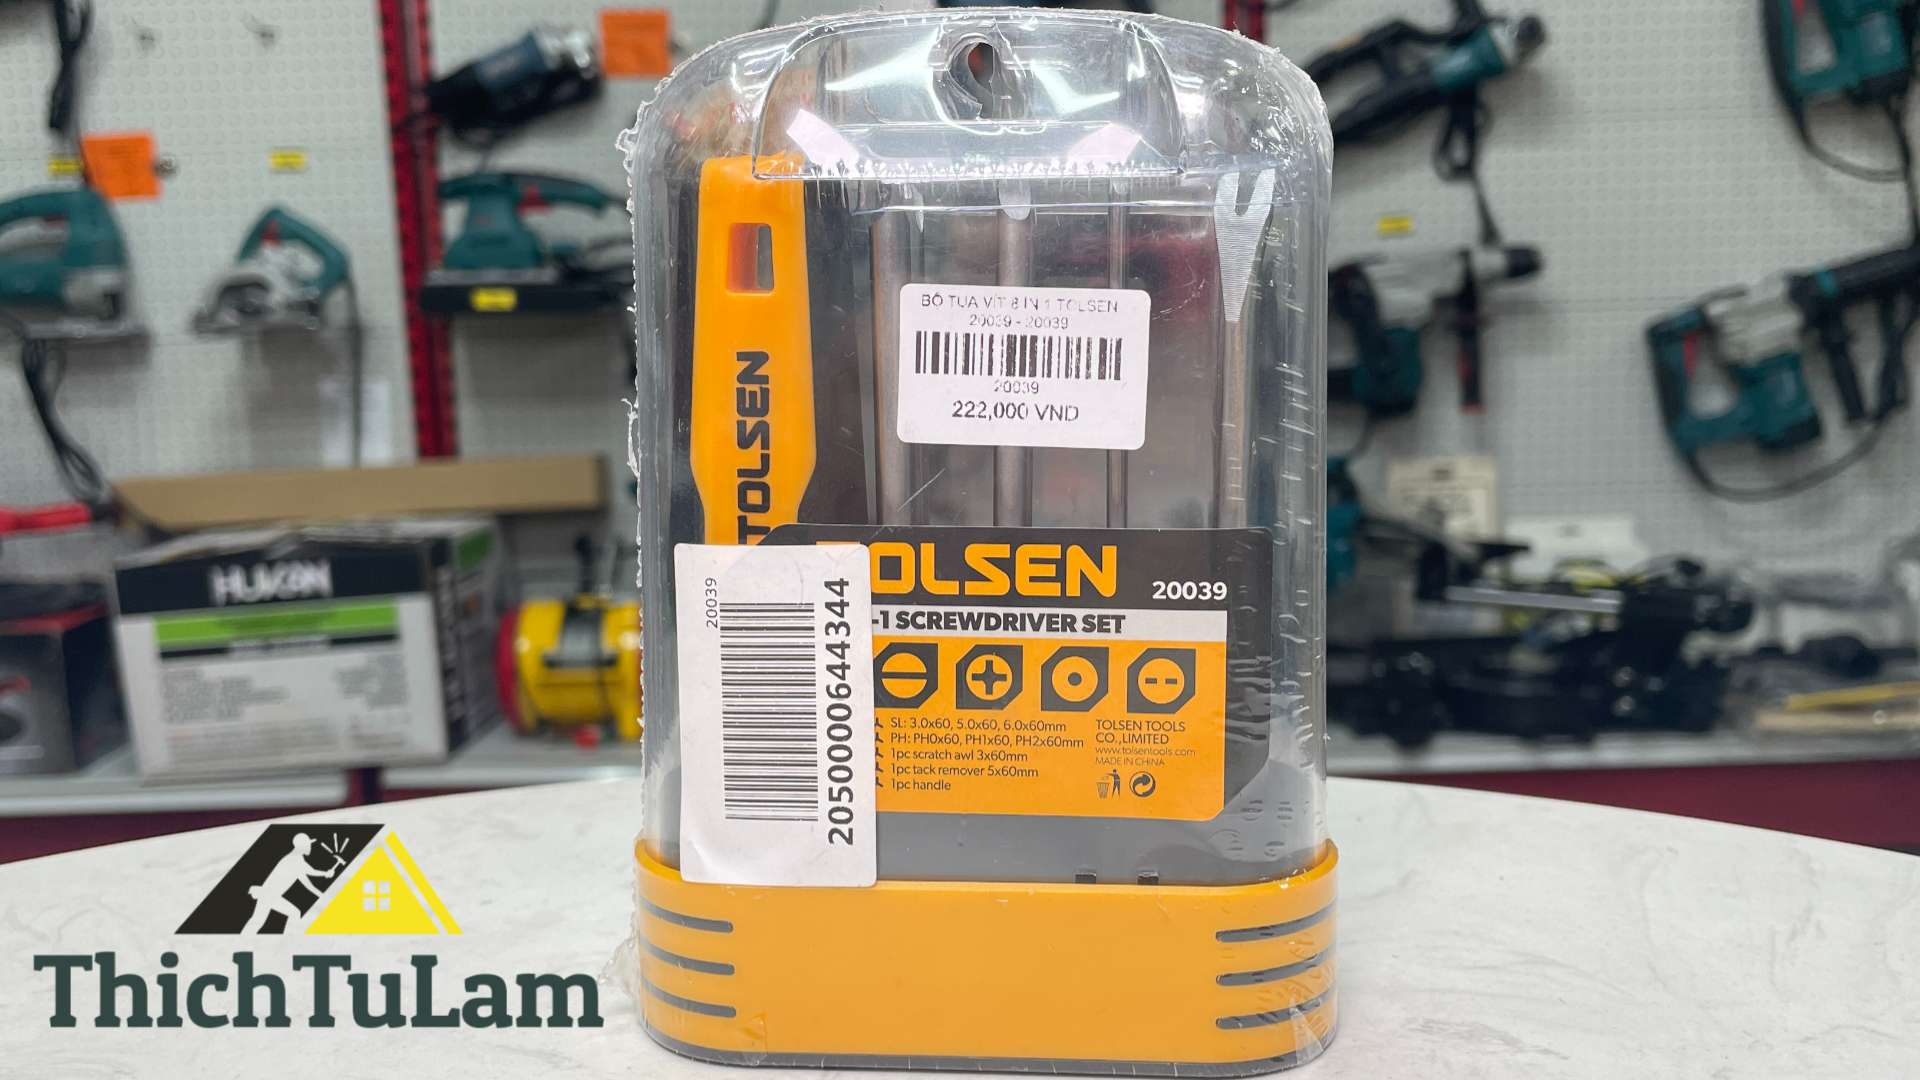 BỘ TUA VÍT 8 IN 1 TOLSEN
20039 - 20039
20039
222,000 VND
TOLSEN
20039
2050000644344
TOLSEN
20039
-1 SCREWDRIVER SET
SL: 3.0x60, 5.0x60, 6.0x60mm
PH: PH0x60, PH1x60, PH2x60mm
1pc scratch awl 3x60mm
1pc tack remover 5x60mm
1pc handle
TOLSEN TOOLS
CO.,LIMITED
www.tolsentools.com
MADE IN CHINA
ThichTuLam